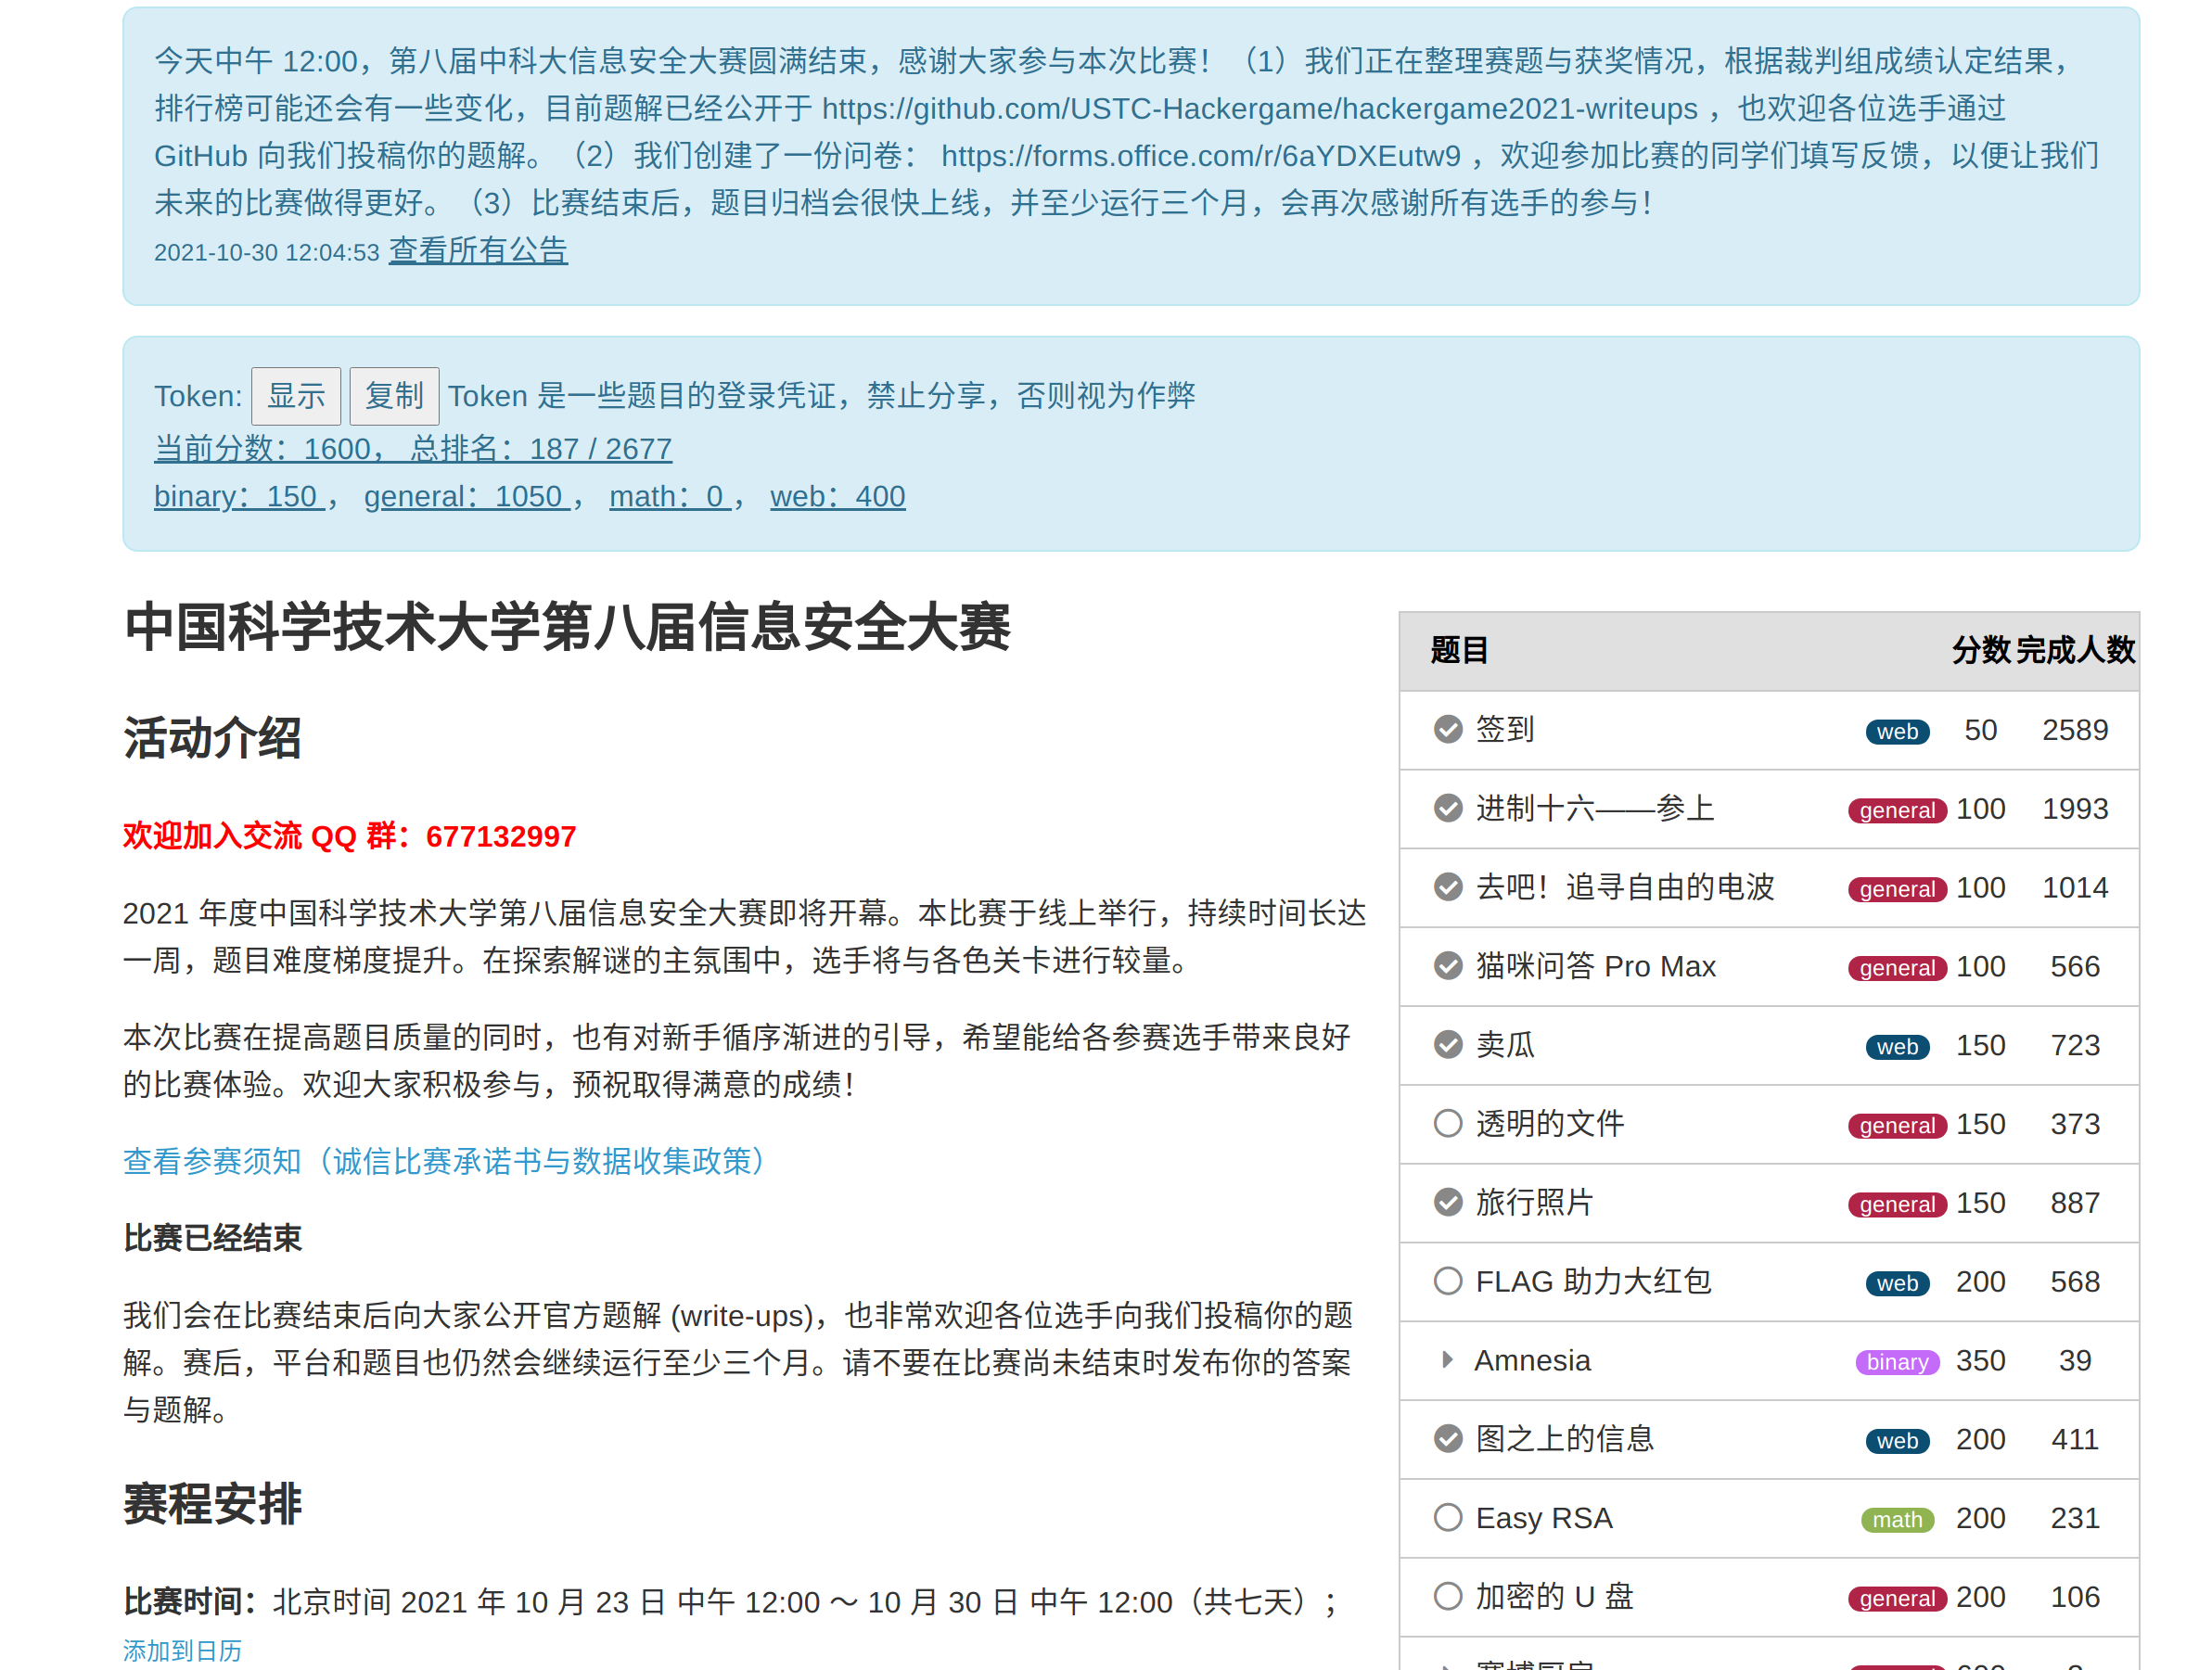 今天中午 12:00，第八届中科大信息安全大赛圆满结束，感谢大家参与本次比赛！（1）我们正在整理赛题与获奖情况，根据裁判组成绩认定结果，
排行榜可能还会有一些变化，目前题解已经公开于 https://github.com/USTC-Hackergame/hackergame2021-writeups ，也欢迎各位选手通过
GitHub 向我们投稿你的题解。（2）我们创建了一份问卷： https://forms.office.com/r/6aYDXEutw9 ，欢迎参加比赛的同学们填写反馈，以便让我们
未来的比赛做得更好。（3）比赛结束后，题目归档会很快上线，并至少运行三个月，会再次感谢所有选手的参与！
2021-10-30 12:04:53 查看所有公告
Token: 显示 复制 Token 是一些题目的登录凭证，禁止分享，否则视为作弊
当前分数：1600， 总排名：187 / 2677
binary：150 ， general：1050 ， math：0 ， web：400
中国科学技术大学第八届信息安全大赛
活动介绍
欢迎加入交流 QQ 群：677132997
2021 年度中国科学技术大学第八届信息安全大赛即将开幕。本比赛于线上举行，持续时间长达
一周，题目难度梯度提升。在探索解谜的主氛围中，选手将与各色关卡进行较量。
本次比赛在提高题目质量的同时，也有对新手循序渐进的引导，希望能给各参赛选手带来良好
的比赛体验。欢迎大家积极参与，预祝取得满意的成绩！
查看参赛须知（诚信比赛承诺书与数据收集政策）
比赛已经结束
我们会在比赛结束后向大家公开官方题解 (write-ups)，也非常欢迎各位选手向我们投稿你的题
解。赛后，平台和题目也仍然会继续运行至少三个月。请不要在比赛尚未结束时发布你的答案
与题解。
赛程安排
比赛时间：北京时间 2021 年 10 月 23 日 中午 12:00 ～ 10 月 30 日 中午 12:00（共七天）；
添加到日历
题目 分数 完成人数
签到 web 50 2589
进制十六——参上 general 100 1993
去吧！追寻自由的电波 general 100 1014
猫咪问答 Pro Max general 100 566
卖瓜 web 150 723
透明的文件 general 150 373
旅行照片 general 150 887
FLAG 助力大红包 web 200 568
Amnesia binary 350 39
图之上的信息 web 200 411
Easy RSA math 200 231
加密的 U 盘 general 200 106